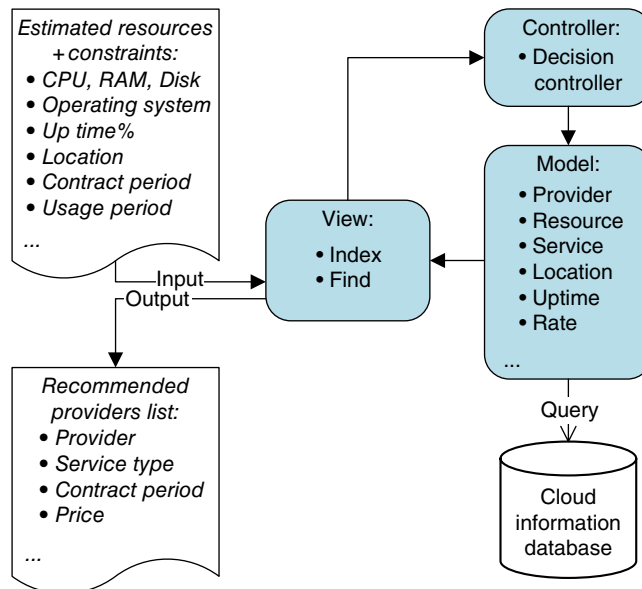 Estimated resources
+ constraints:
• CPU, RAM, Disk
• Operating system
• Up time%
• Location
• Contract period
• Usage period
...
Controller:
• Decision
controller
Model:
• Provider
• Resource
• Service
• Location
• Uptime
• Rate
...
View:
• Index
• Find
Input
Output
Recommended
providers list:
• Provider
• Service type
• Contract period
• Price
...
Query
Cloud
information
database